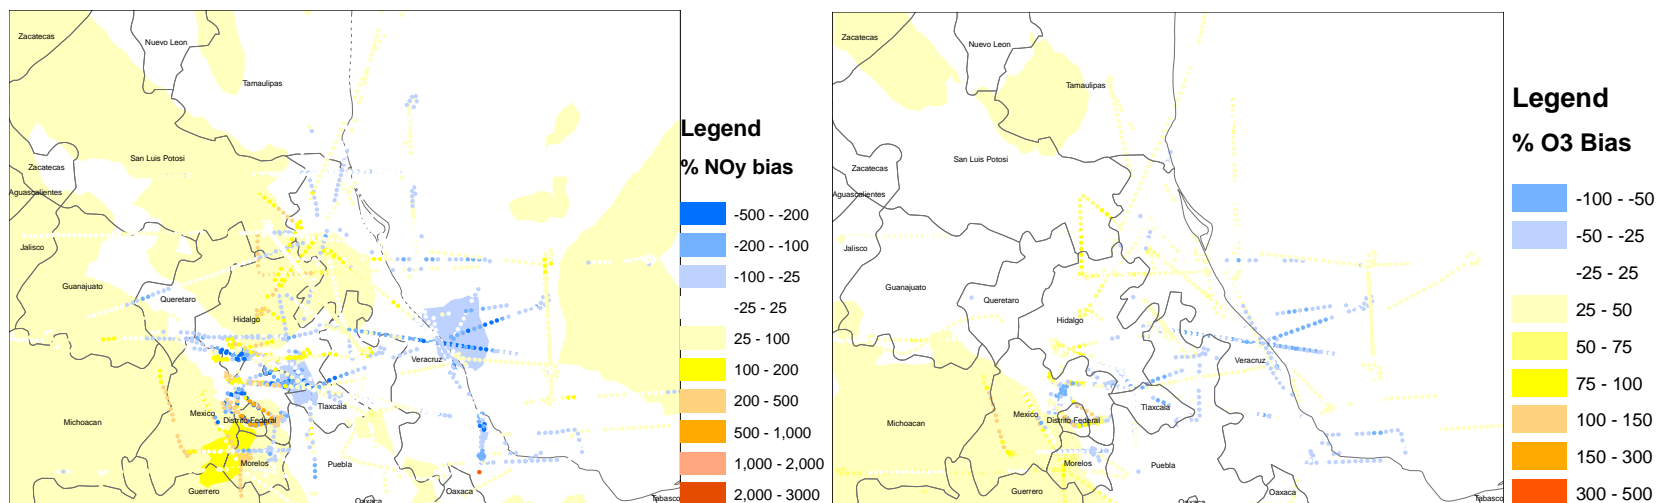 Zacatecas
Nuevo Leon
Tamaulipas
San Luis Potosi
Zacatecas
Aguascalientes
Jalisco
Guanajuato
Queretaro
Hidalgo
Veracruz
Tlaxcala
Mexico
Distrito Federal
Michoacan
Morelos
Puebla
Guerrero
Oaxaca
Oaxaca
Tabasco
Legend
% NOy bias
-500 - -200
-200 - -100
-100 - -25
-25 - 25
25 - 100
100 - 200
200 - 500
500 - 1,000
1,000 - 2,000
2,000 - 3000
Zacatecas
Nuevo Leon
Tamaulipas
San Luis Potosi
Zacatecas
Aguascalientes
Jalisco
Guanajuato
Queretaro
Hidalgo
Veracruz
Tlaxcala
Mexico
Distrito Federal
Michoacan
Morelos
Puebla
Guerrero
Oaxaca
Oaxaca
Tabasco
Legend
% O3 Bias
-100 - -50
-50 - -25
-25 - 25
25 - 50
50 - 75
75 - 100
100 - 150
150 - 300
300 - 500